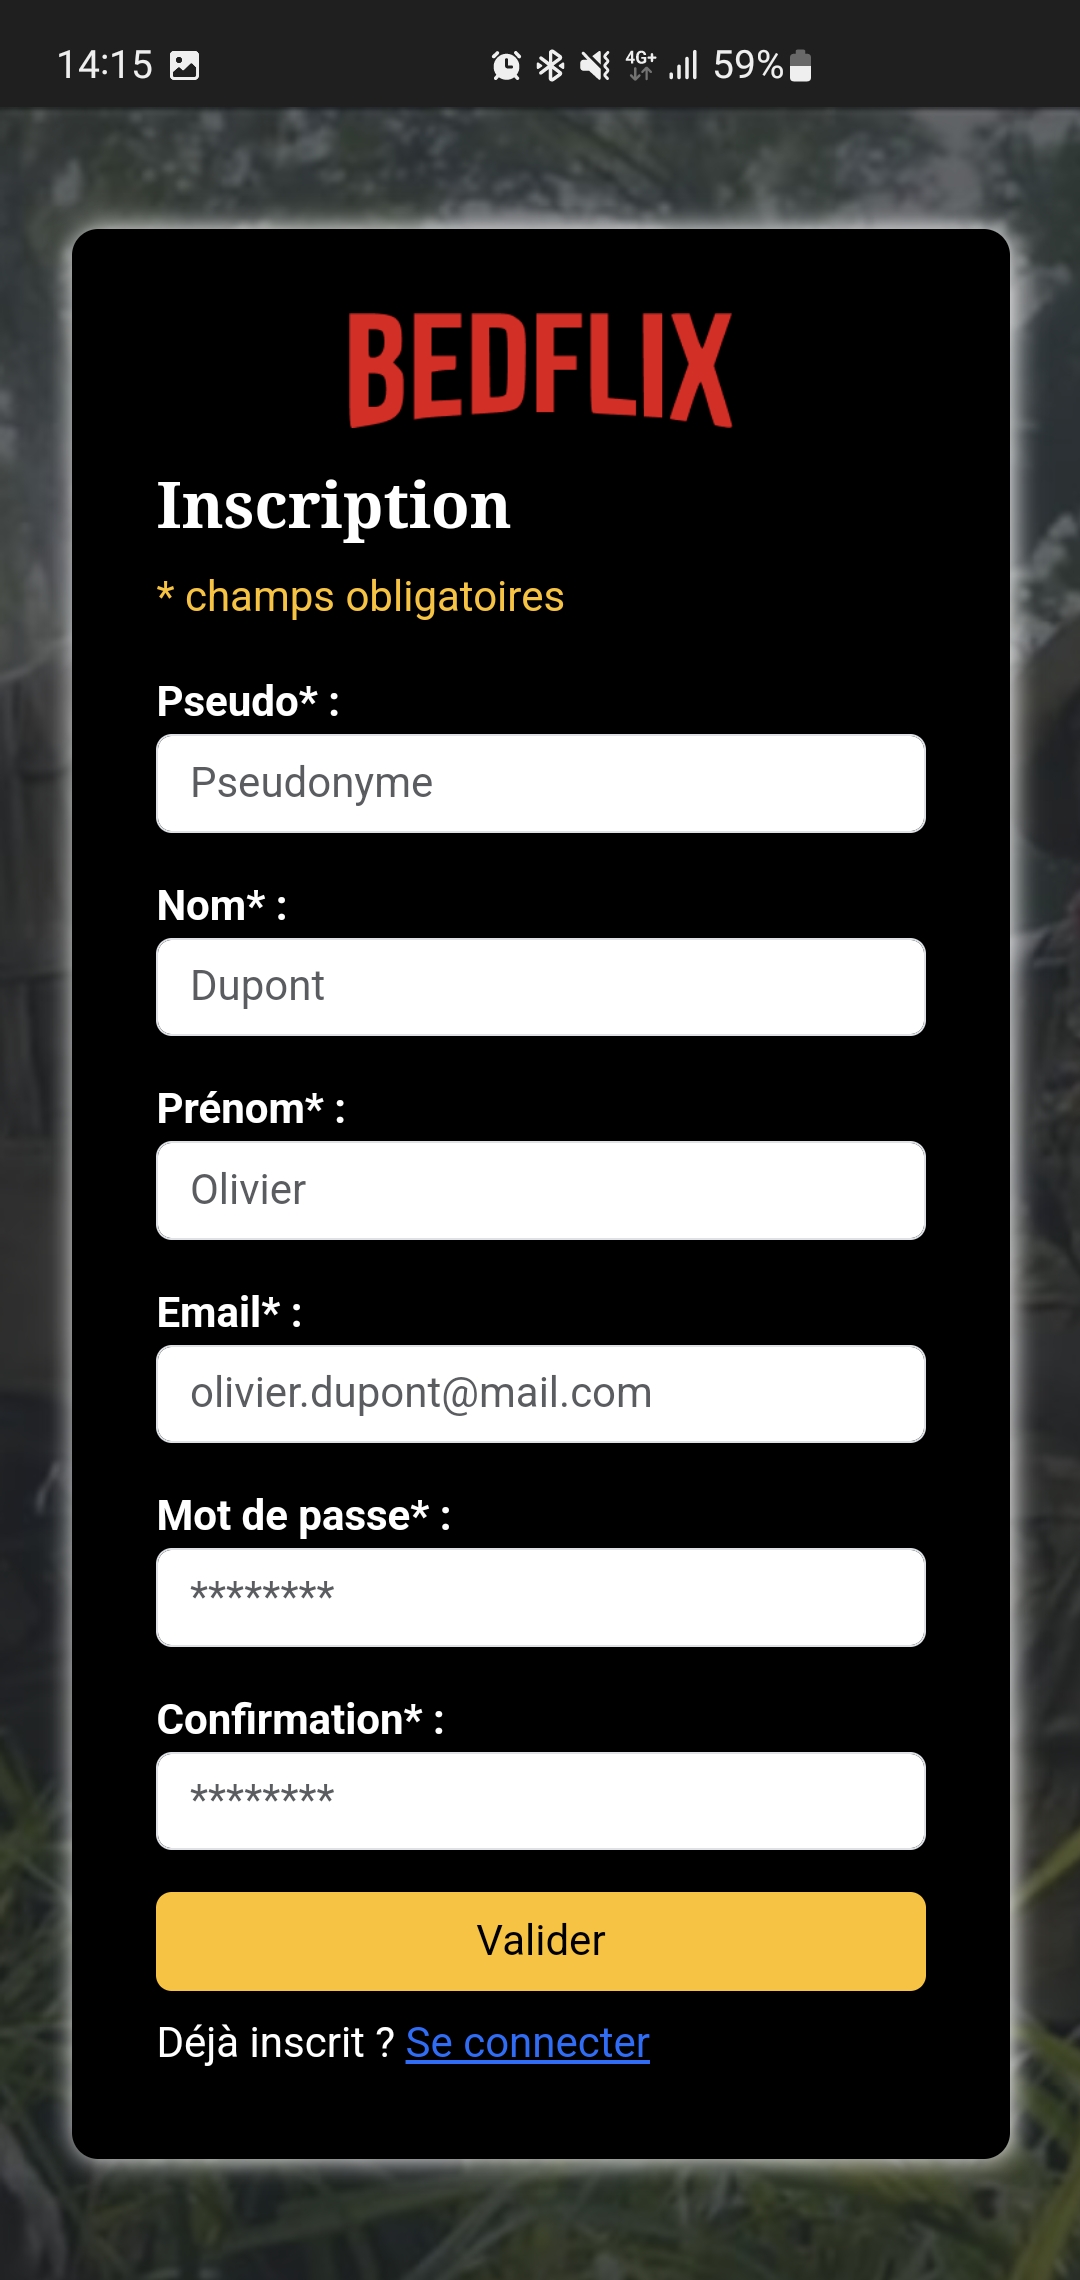 14:15 4G+ 59%
BEDFLIX
Inscription
* champs obligatoires
Pseudo* :
Pseudonyme
Nom* :
Dupont
Prénom* :
Olivier
Email* :
olivier.dupont@mail.com
Mot de passe* :
********
Confirmation* :
********
Valider
Déjà inscrit ? Se connecter